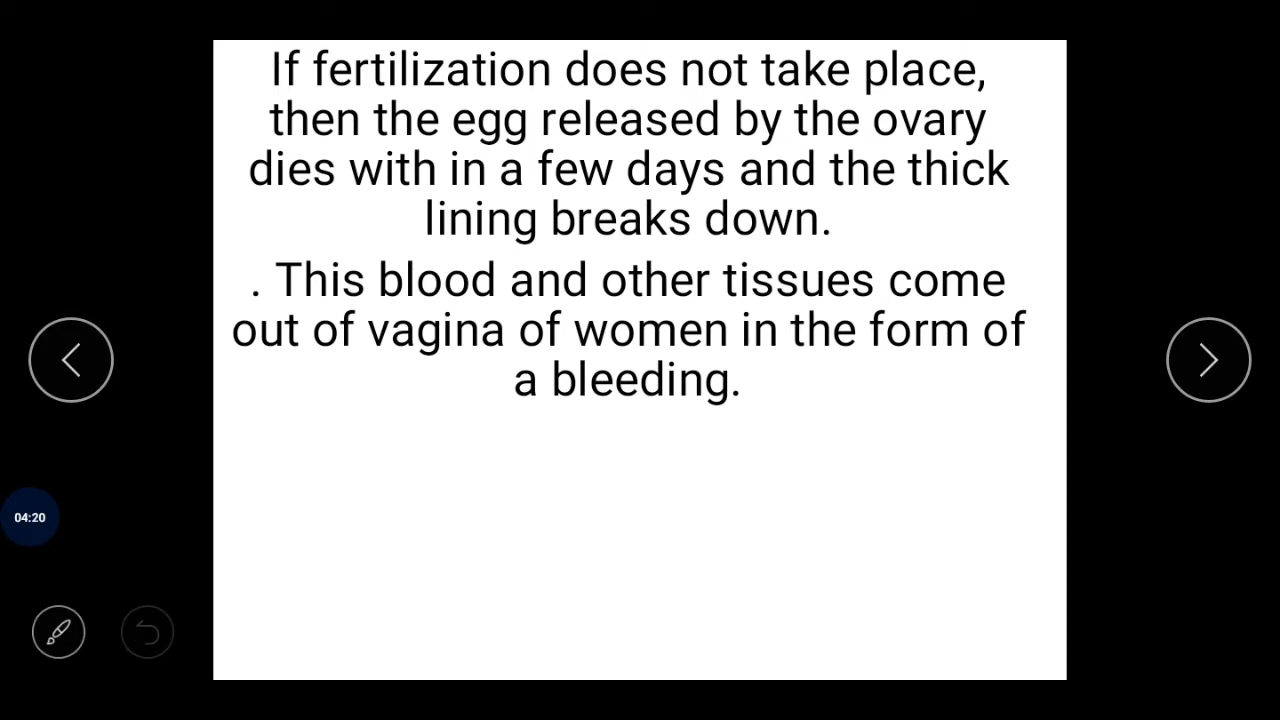 If fertilization does not take place,
then the egg released by the ovary
dies with in a few days and the thick
lining breaks down.
. This blood and other tissues come
out of vagina of women in the form of
a bleeding.
04:20